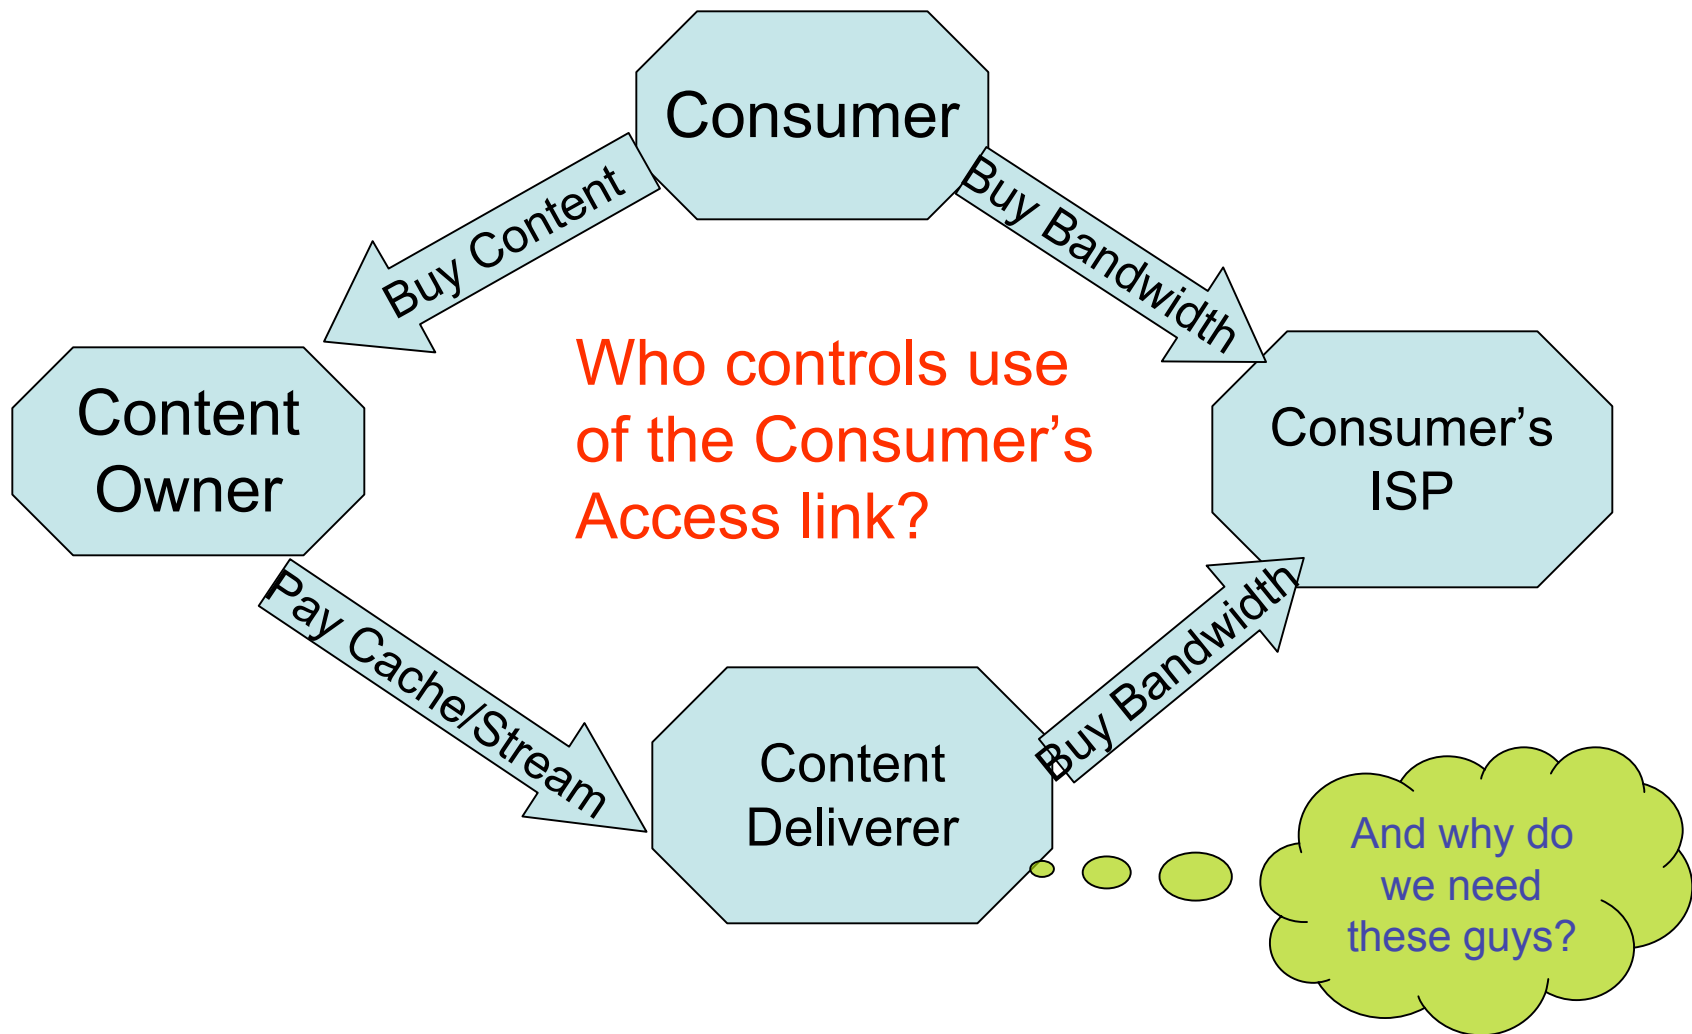 Consumer
Buy Content
Buy Bandwidth
Who controls use
of the Consumer’s
Access link?
Content
Owner
Consumer’s
ISP
Pay Cache/Stream
Buy Bandwidth
Content
Deliverer
And why do
we need
these guys?